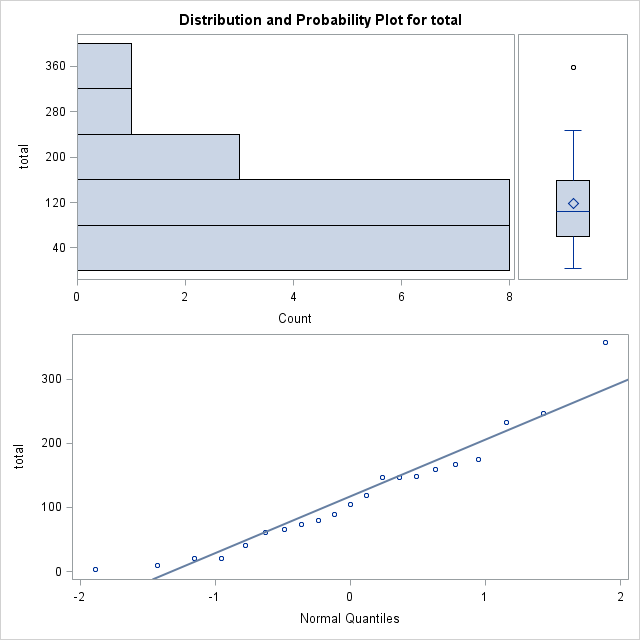 Distribution and Probability Plot for total
360
280
200
120
40
total
0 2 4 6 8
Count
300
200
100
0
total
-2 -1 0 1 2
Normal Quantiles